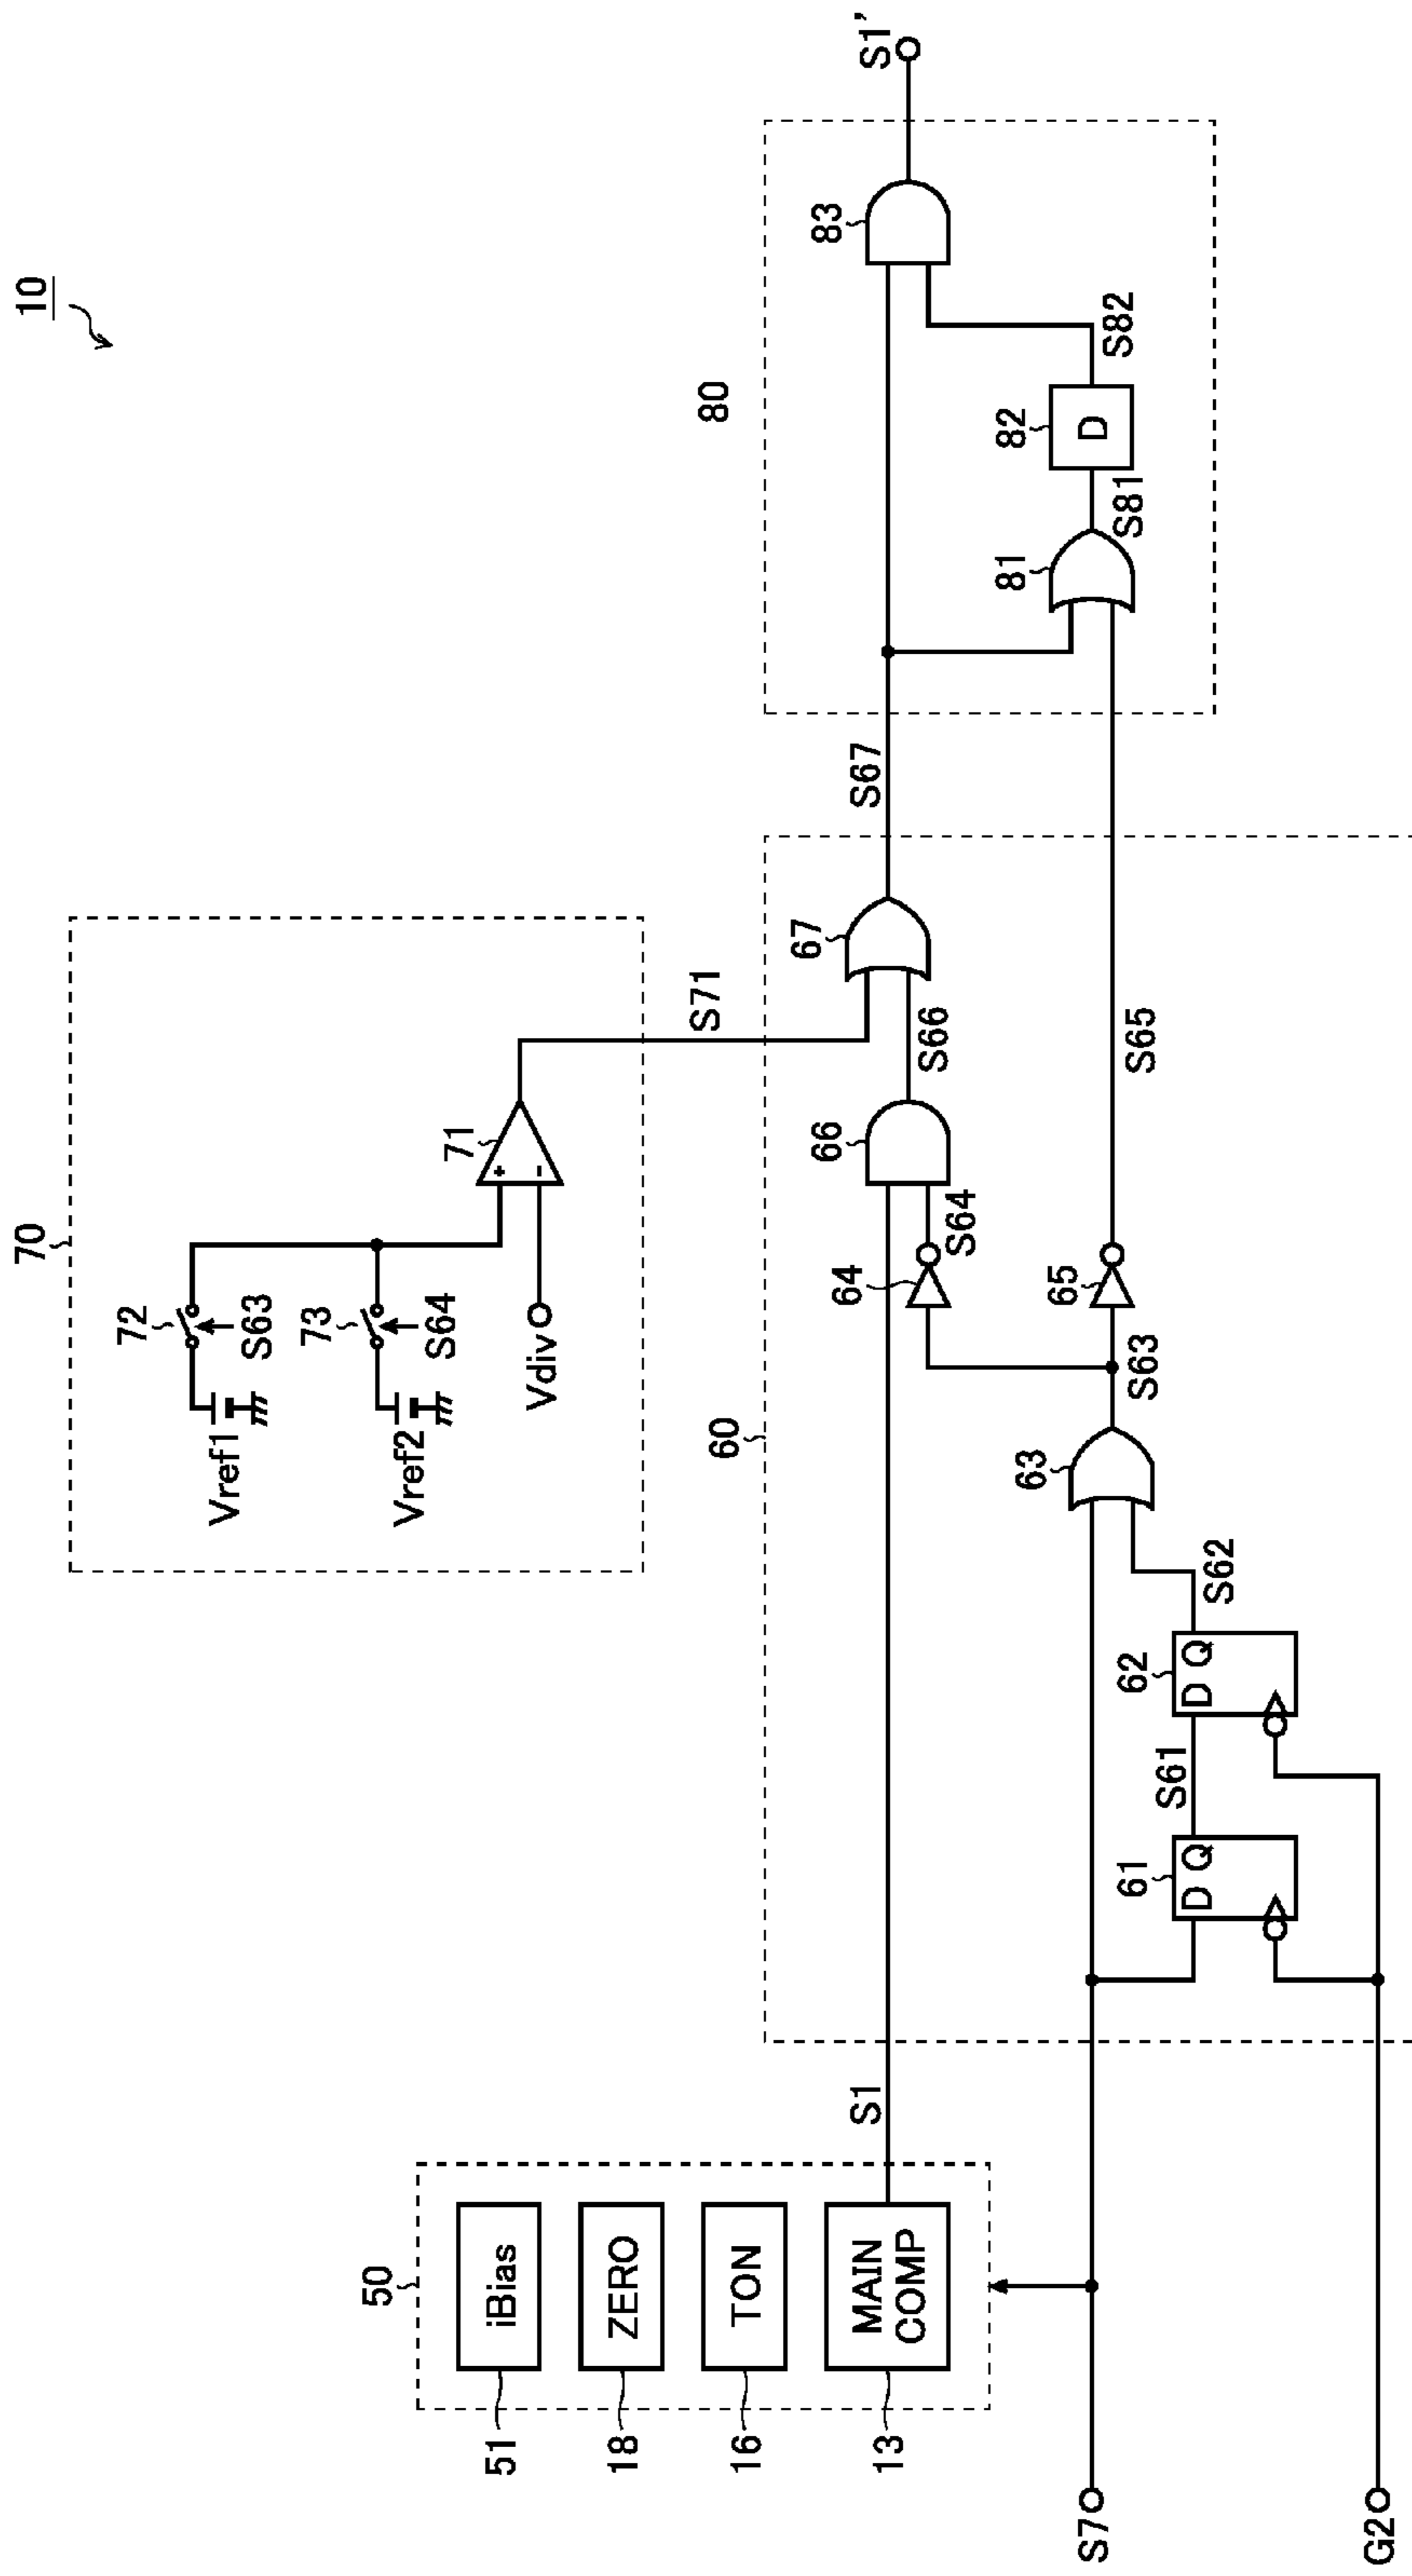 10
70
72
S63
Vref1
73
S64
Vref2
Vdiv
71
+
-
S71
50
iBias
51
ZERO
18
TON
16
MAIN
COMP
13
S1
S7
G2
60
61
D Q
S61
62
D Q
S62
63
S63
64
S64
65
S65
66
S66
67
S67
80
81
S81
82
D
S82
83
S1'